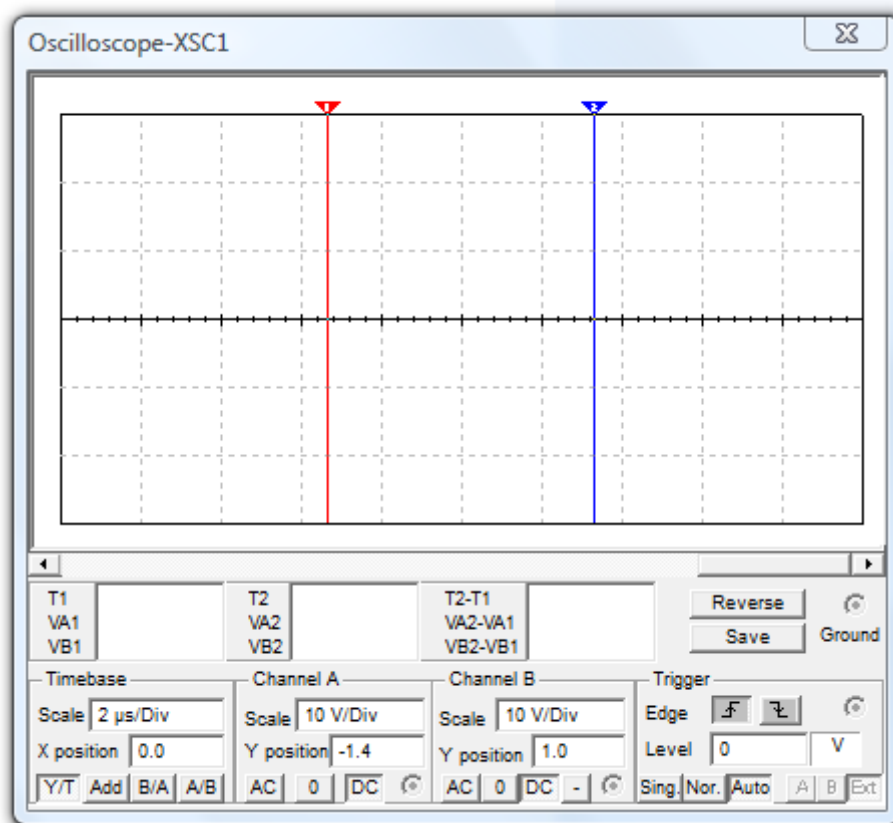 Oscilloscope-XSC1
1 2
T1 T2 T2-T1 Reverse
VA1 VA2 VA2-VA1
VB1 VB2 VB2-VB1 Save Ground
Timebase Channel A Channel B Trigger
Scale 2 µs/Div Scale 10 V/Div Scale 10 V/Div Edge
X position 0.0 Y position -1.4 Y position 1.0 Level 0 V
Y/T Add B/A A/B AC 0 DC AC 0 DC - Sing. Nor. Auto A B Ext